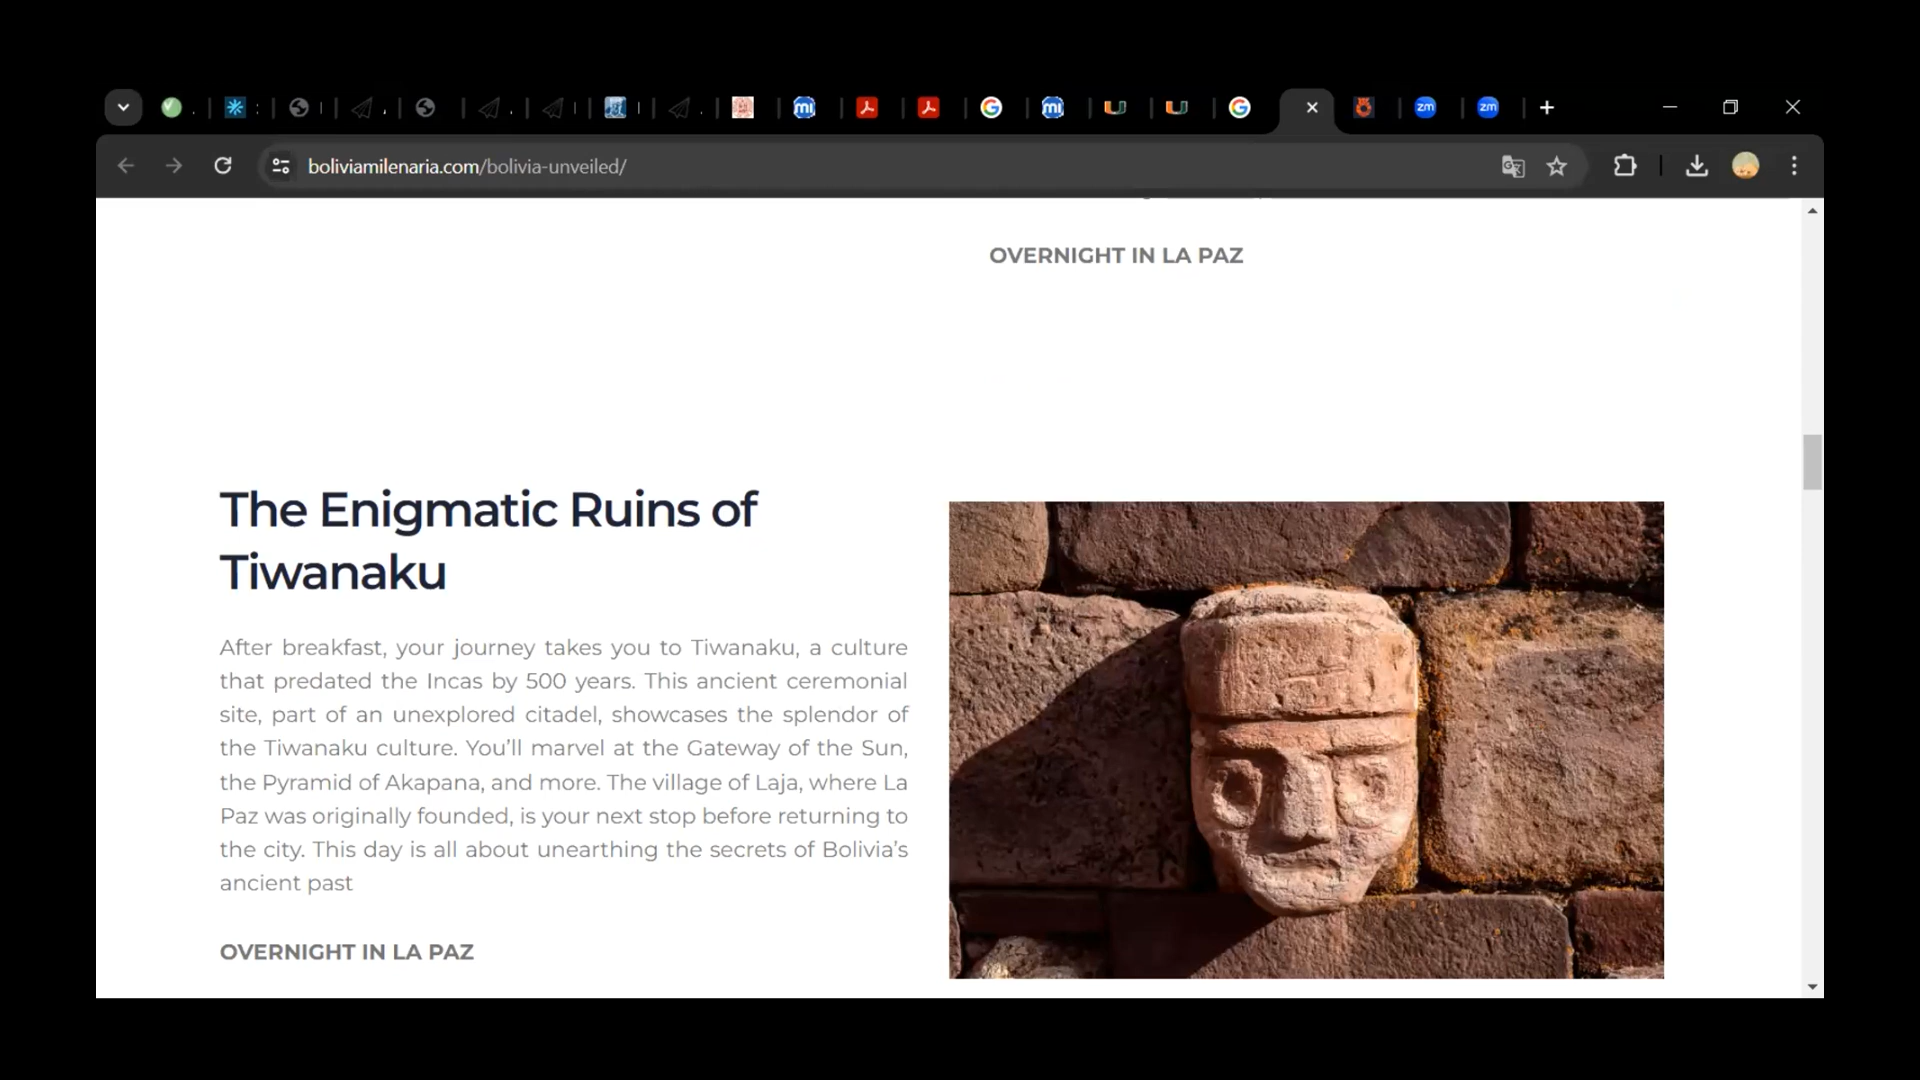 boliviamilenaria.com/bolivia-unveiled/
OVERNIGHT IN LA PAZ
The Enigmatic Ruins of
Tiwanaku
After breakfast, your journey takes you to Tiwanaku, a culture
that predated the Incas by 500 years. This ancient ceremonial
site, part of an unexplored citadel, showcases the splendor of
the Tiwanaku culture. You’ll marvel at the Gateway of the Sun,
the Pyramid of Akapana, and more. The village of Laja, where La
Paz was originally founded, is your next stop before returning to
the city. This day is all about unearthing the secrets of Bolivia’s
ancient past
OVERNIGHT IN LA PAZ